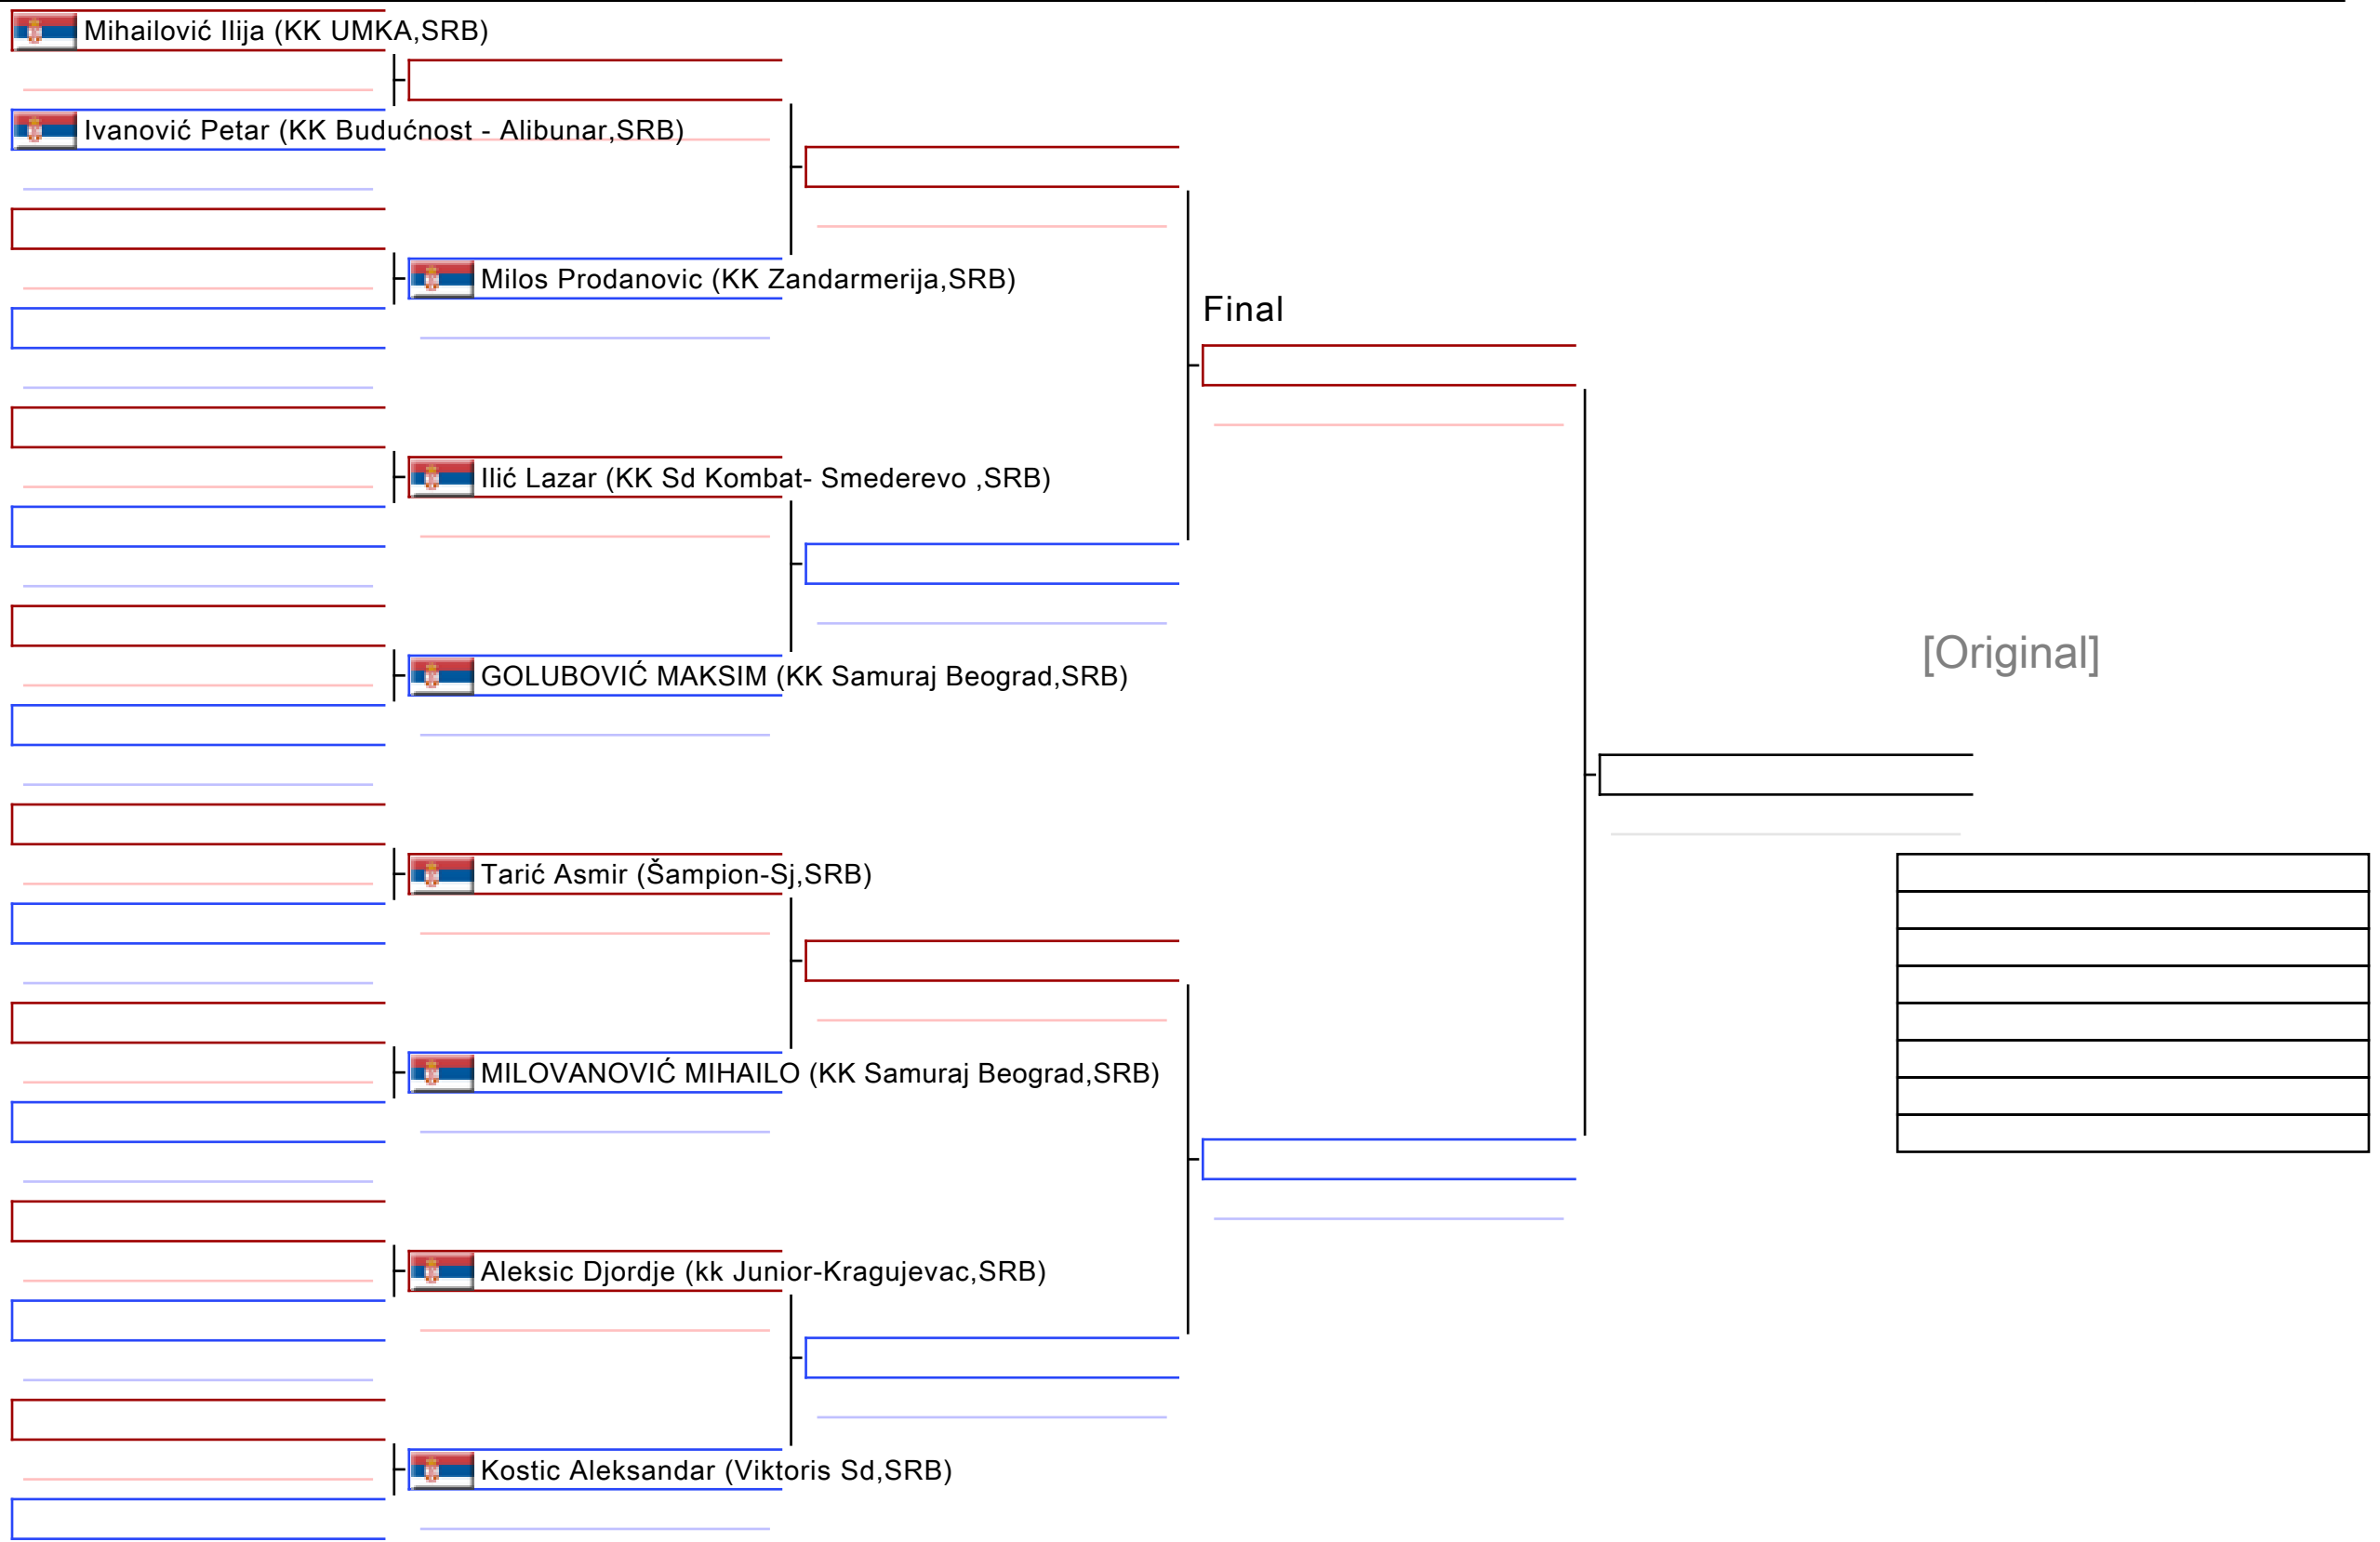 Mihailović Ilija (KK UMKA,SRB)
Ivanović Petar (KK Budućnost - Alibunar,SRB)
Milos Prodanovic (KK Zandarmerija,SRB)
Final
Ilić Lazar (KK Sd Kombat- Smederevo ,SRB)
[Original]
GOLUBOVIĆ MAKSIM (KK Samuraj Beograd,SRB)
Tarić Asmir (Šampion-Sj,SRB)
MILOVANOVIĆ MIHAILO (KK Samuraj Beograd,SRB)
Aleksic Djordje (kk Junior-Kragujevac,SRB)
Kostic Aleksandar (Viktoris Sd,SRB)